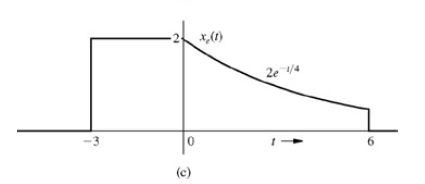 2
x_e(t)
2e^{-t/4}
-3 0 t → 6
(c)